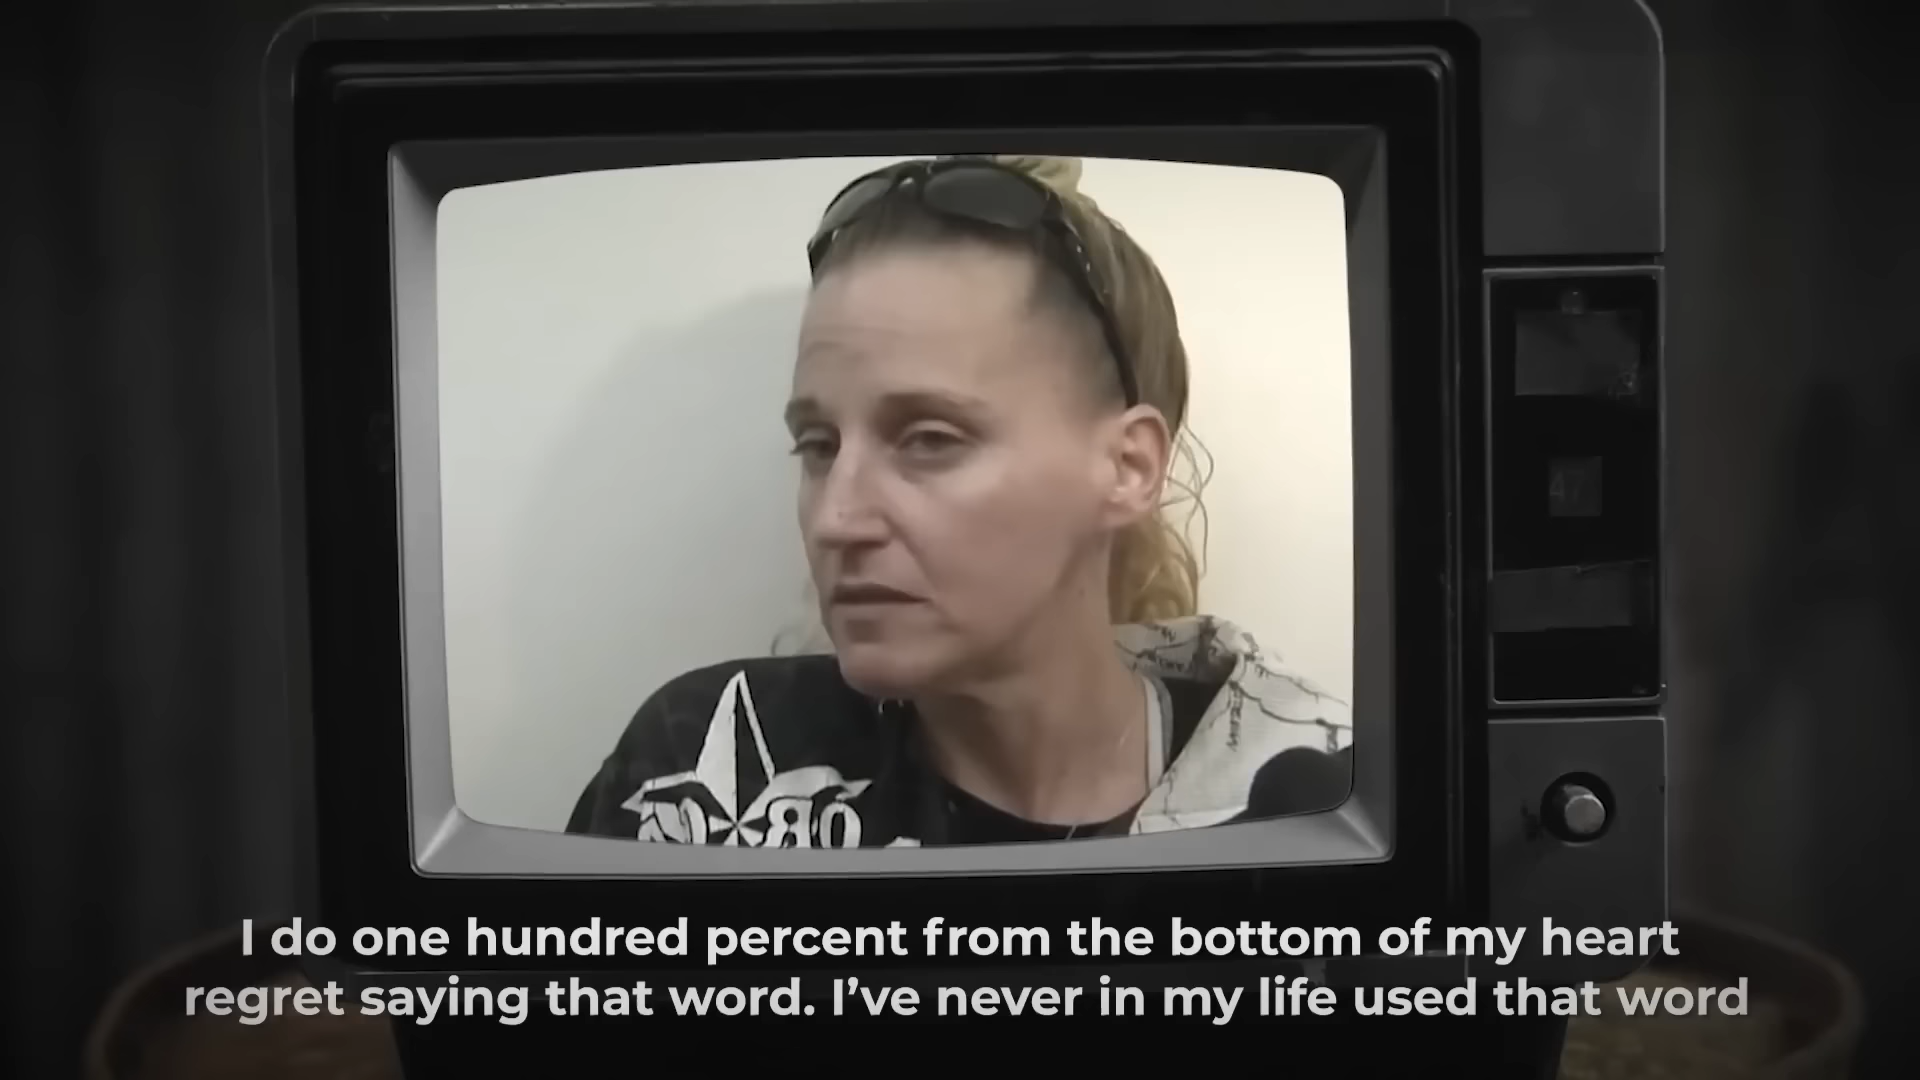 47
I do one hundred percent from the bottom of my heart
regret saying that word. I’ve never in my life used that word